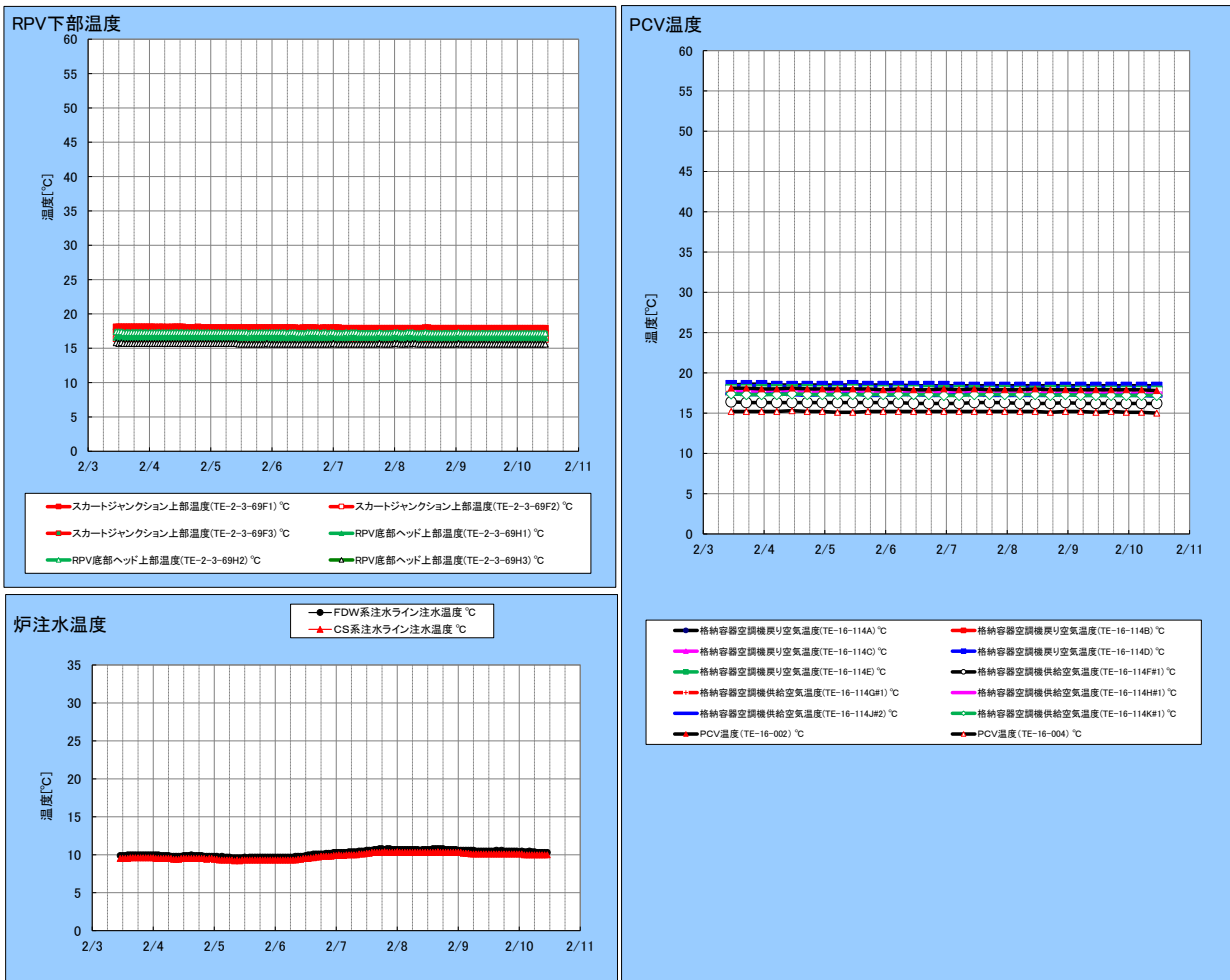 RPV下部温度
60
55
50
45
40
35
30
25
20
15
10
5
0
温度[℃]
2/3 2/4 2/5 2/6 2/7 2/8 2/9 2/10 2/11
スカートジャンクション上部温度(TE-2-3-69F1)℃ スカートジャンクション上部温度(TE-2-3-69F2)℃
スカートジャンクション上部温度(TE-2-3-69F3)℃ RPV底部ヘッド上部温度(TE-2-3-69H1)℃
RPV底部ヘッド上部温度(TE-2-3-69H2)℃ RPV底部ヘッド上部温度(TE-2-3-69H3)℃
炉注水温度
FDW系注水ライン注水温度 ℃
CS系注水ライン注水温度 ℃
35
30
25
20
15
10
5
0
温度[℃]
2/3 2/4 2/5 2/6 2/7 2/8 2/9 2/10 2/11
PCV温度
60
55
50
45
40
35
30
25
20
15
10
5
0
温度[℃]
2/3 2/4 2/5 2/6 2/7 2/8 2/9 2/10 2/11
格納容器空調機戻り空気温度(TE-16-114A)℃ 格納容器空調機戻り空気温度(TE-16-114B)℃
格納容器空調機戻り空気温度(TE-16-114C)℃ 格納容器空調機戻り空気温度(TE-16-114D)℃
格納容器空調機戻り空気温度(TE-16-114E)℃ 格納容器空調機供給空気温度(TE-16-114F#1)℃
格納容器空調機供給空気温度(TE-16-114G#1)℃ 格納容器空調機供給空気温度(TE-16-114H#1)℃
格納容器空調機供給空気温度(TE-16-114J#2)℃ 格納容器空調機供給空気温度(TE-16-114K#1)℃
PCV温度(TE-16-002)℃ PCV温度(TE-16-004)℃